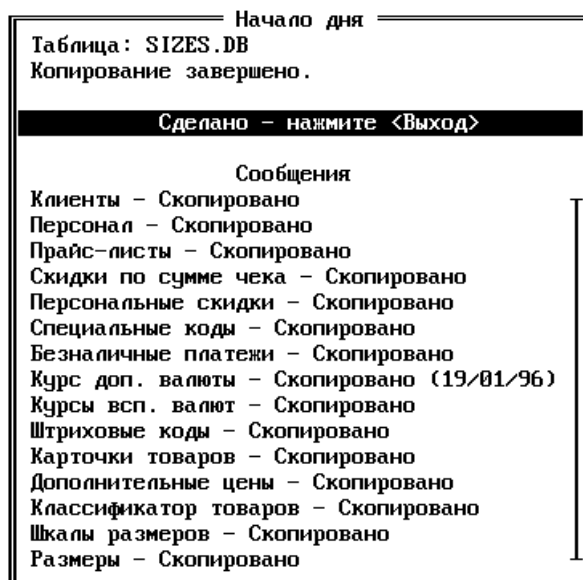 Начало дня
Таблица: SIZES.DB
Копирование завершено.
Сделано - нажмите <Выход>
Сообщения
Клиенты - Скопировано
Персонал - Скопировано
Прайс-листы - Скопировано
Скидки по сумме чека - Скопировано
Персональные скидки - Скопировано
Специальные коды - Скопировано
Безналичные платежи - Скопировано
Курс доп. валюты - Скопировано (19/01/96)
Курсы всп. валют - Скопировано
Штриховые коды - Скопировано
Карточки товаров - Скопировано
Дополнительные цены - Скопировано
Классификатор товаров - Скопировано
Шкалы размеров - Скопировано
Размеры - Скопировано